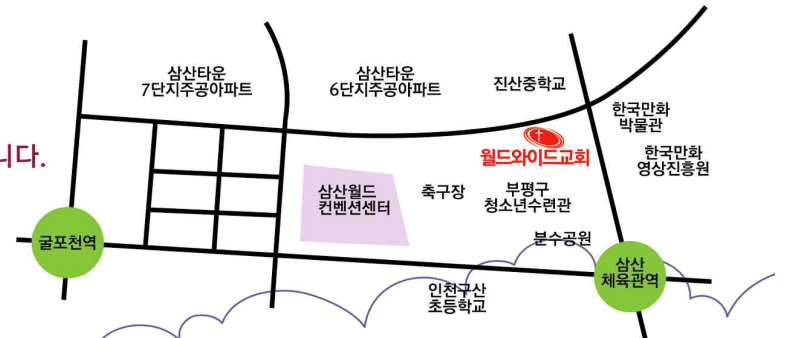 삼산타운
7단지주공아파트
삼산타운
6단지주공아파트
진산중학교
한국만화
박물관
니다.
월드와이드교회
한국만화
영상진흥원
삼산월드
컨벤션센터
축구장
부평구
청소년수련관
굴포천역
분수공원
삼산
체육관역
인천구산
초등학교